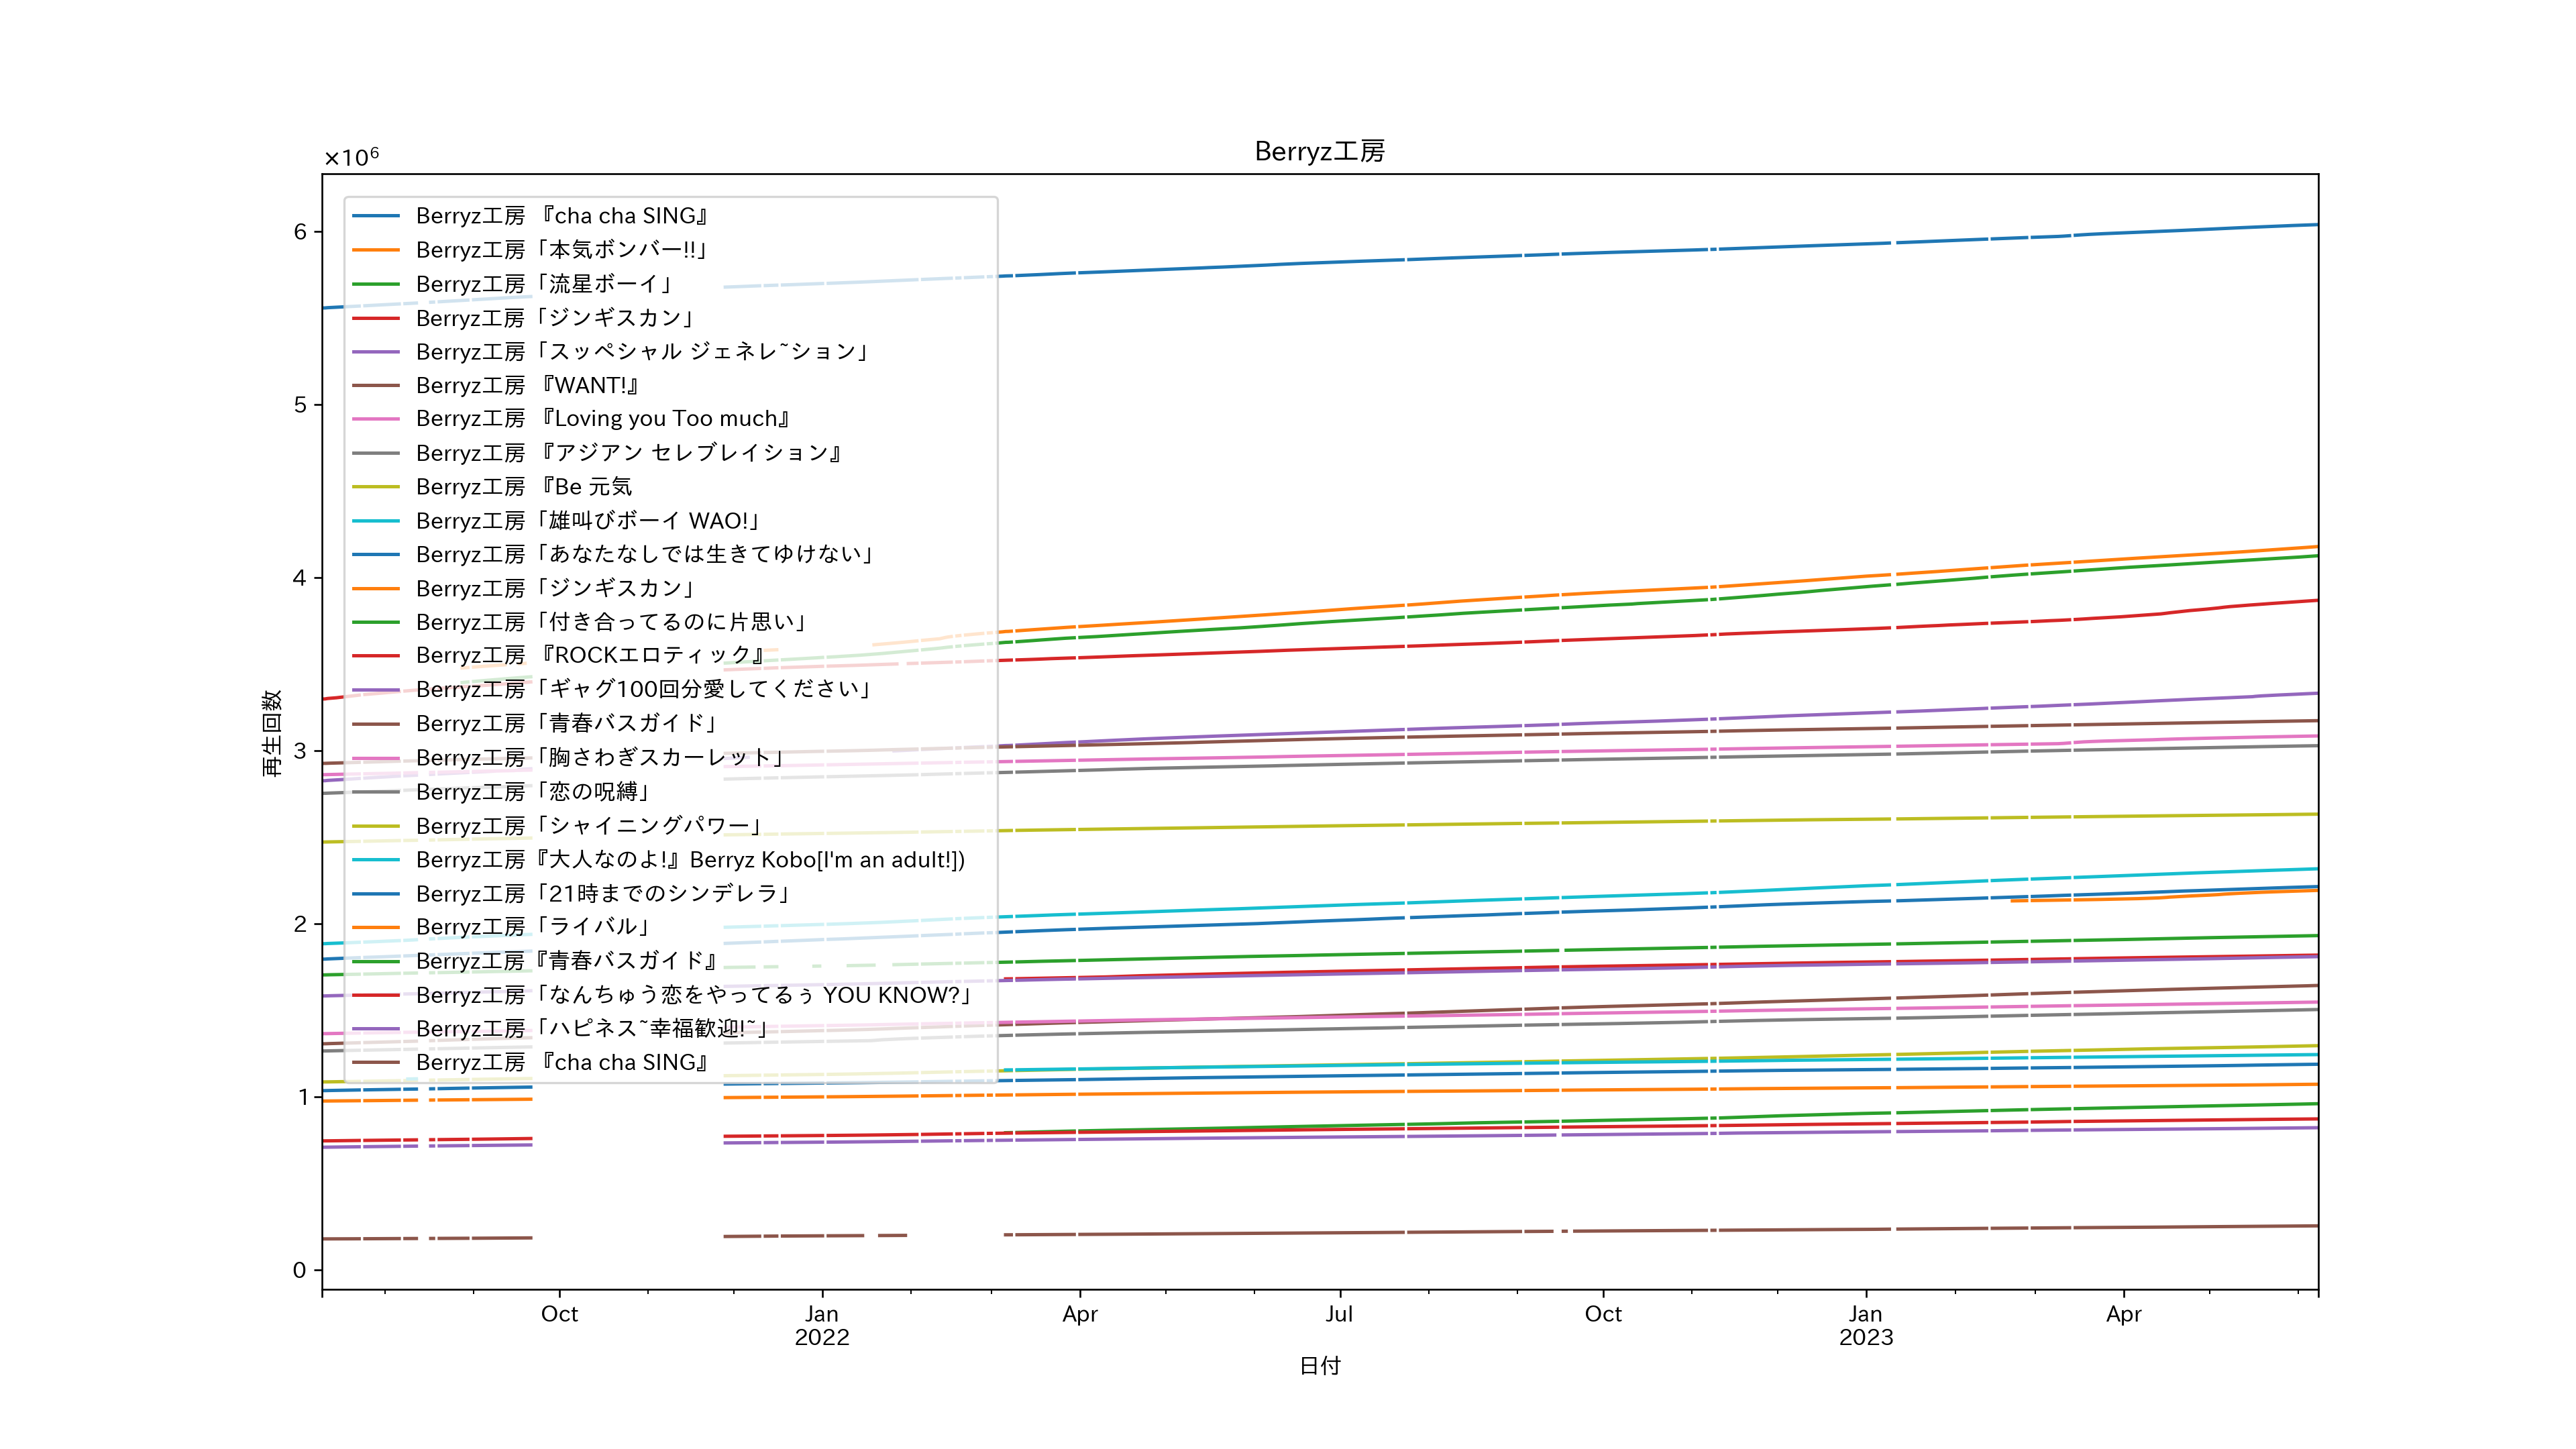 Berryz工房
×10⁶
6
5
4
3
2
1
0
再生回数
Berryz工房 『cha cha SING』
Berryz工房「本気ボンバー!!」
Berryz工房「流星ボーイ」
Berryz工房「ジンギスカン」
Berryz工房「スッペシャル ジェネレ~ション」
Berryz工房 『WANT!』
Berryz工房 『Loving you Too much』
Berryz工房 『アジアン セレブレイション』
Berryz工房 『Be 元気
Berryz工房「雄叫びボーイ WAO!」
Berryz工房「あなたなしでは生きてゆけない」
Berryz工房「ジンギスカン」
Berryz工房「付き合ってるのに片思い」
Berryz工房 『ROCKエロティック』
Berryz工房「ギャグ100回分愛してください」
Berryz工房「青春バスガイド」
Berryz工房「胸さわぎスカーレット」
Berryz工房「恋の呪縛」
Berryz工房「シャイニングパワー」
Berryz工房『大人なのよ!』Berryz Kobo[I'm an adult!])
Berryz工房「21時までのシンデレラ」
Berryz工房「ライバル」
Berryz工房『青春バスガイド』
Berryz工房「なんちゅう恋をやってるぅ YOU KNOW?」
Berryz工房「ハピネス~幸福歓迎!~」
Berryz工房 『cha cha SING』
Oct
Jan
2022
Apr
Jul
Oct
Jan
2023
Apr
日付